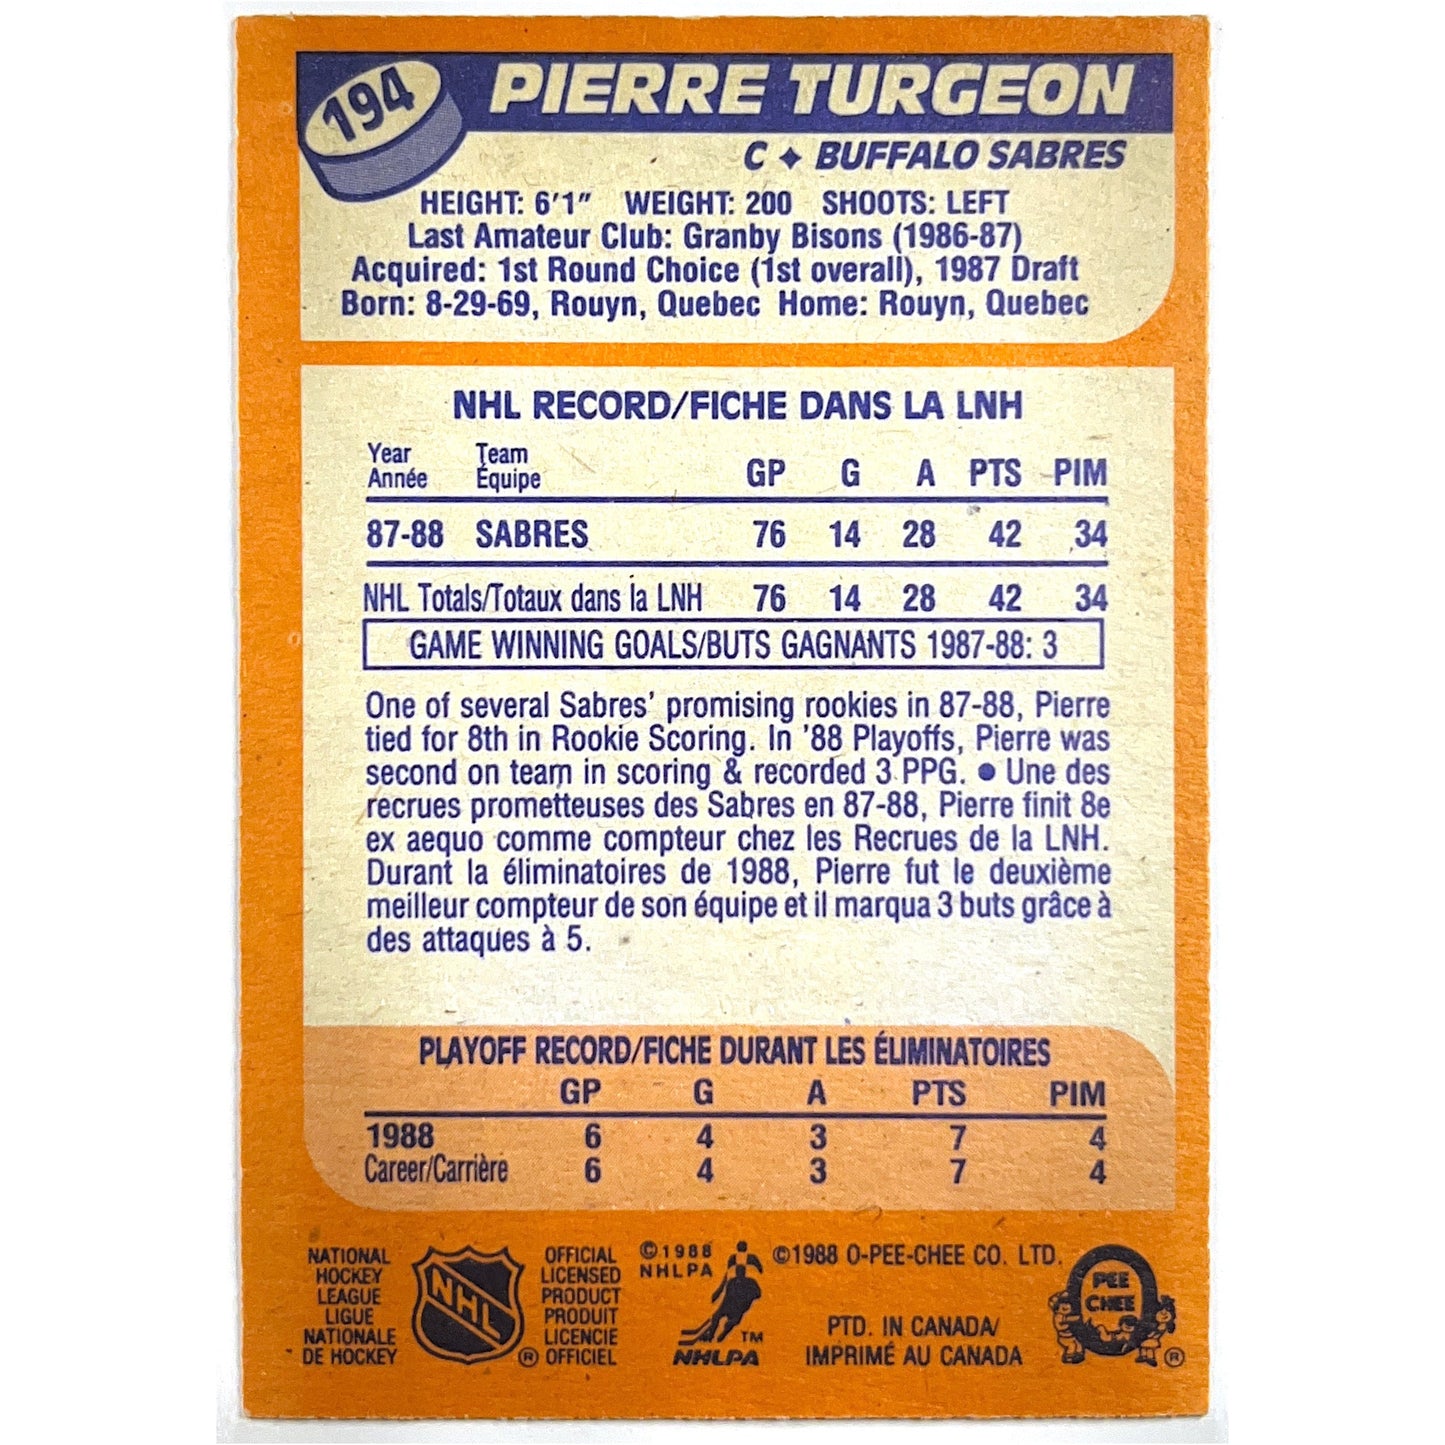 194
PIERRE TURGEON
C ✦ BUFFALO SABRES
HEIGHT: 6'1" WEIGHT: 200 SHOOTS: LEFT
Last Amateur Club: Granby Bisons (1986-87)
Acquired: 1st Round Choice (1st overall), 1987 Draft
Born: 8-29-69, Rouyn, Quebec Home: Rouyn, Quebec
NHL RECORD/FICHE DANS LA LNH
Year Team
Année Équipe GP G A PTS PIM
87-88 SABRES 76 14 28 42 34
NHL Totals/Totaux dans la LNH 76 14 28 42 34
GAME WINNING GOALS/BUTS GAGNANTS 1987-88: 3
One of several Sabres' promising rookies in 87-88, Pierre
tied for 8th in Rookie Scoring. In '88 Playoffs, Pierre was
second on team in scoring & recorded 3 PPG. ● Une des
recrues prometteuses des Sabres en 87-88, Pierre finit 8e
ex aequo comme compteur chez les Recrues de la LNH.
Durant la éliminatoires de 1988, Pierre fut le deuxième
meilleur compteur de son équipe et il marqua 3 buts grâce à
des attaques à 5.
PLAYOFF RECORD/FICHE DURANT LES ÉLIMINATOIRES
GP G A PTS PIM
1988 6 4 3 7 4
Career/Carrière 6 4 3 7 4
NATIONAL
HOCKEY
LEAGUE
LIGUE
NATIONALE
DE HOCKEY
NHL
®
OFFICIAL
LICENSED
PRODUCT
PRODUIT
LICENCIE
OFFICIEL
©1988
NHLPA
TM
NHLPA
©1988 O-PEE-CHEE CO. LTD.
PTD. IN CANADA/
IMPRIMÉ AU CANADA
O
PEE
CHEE
®